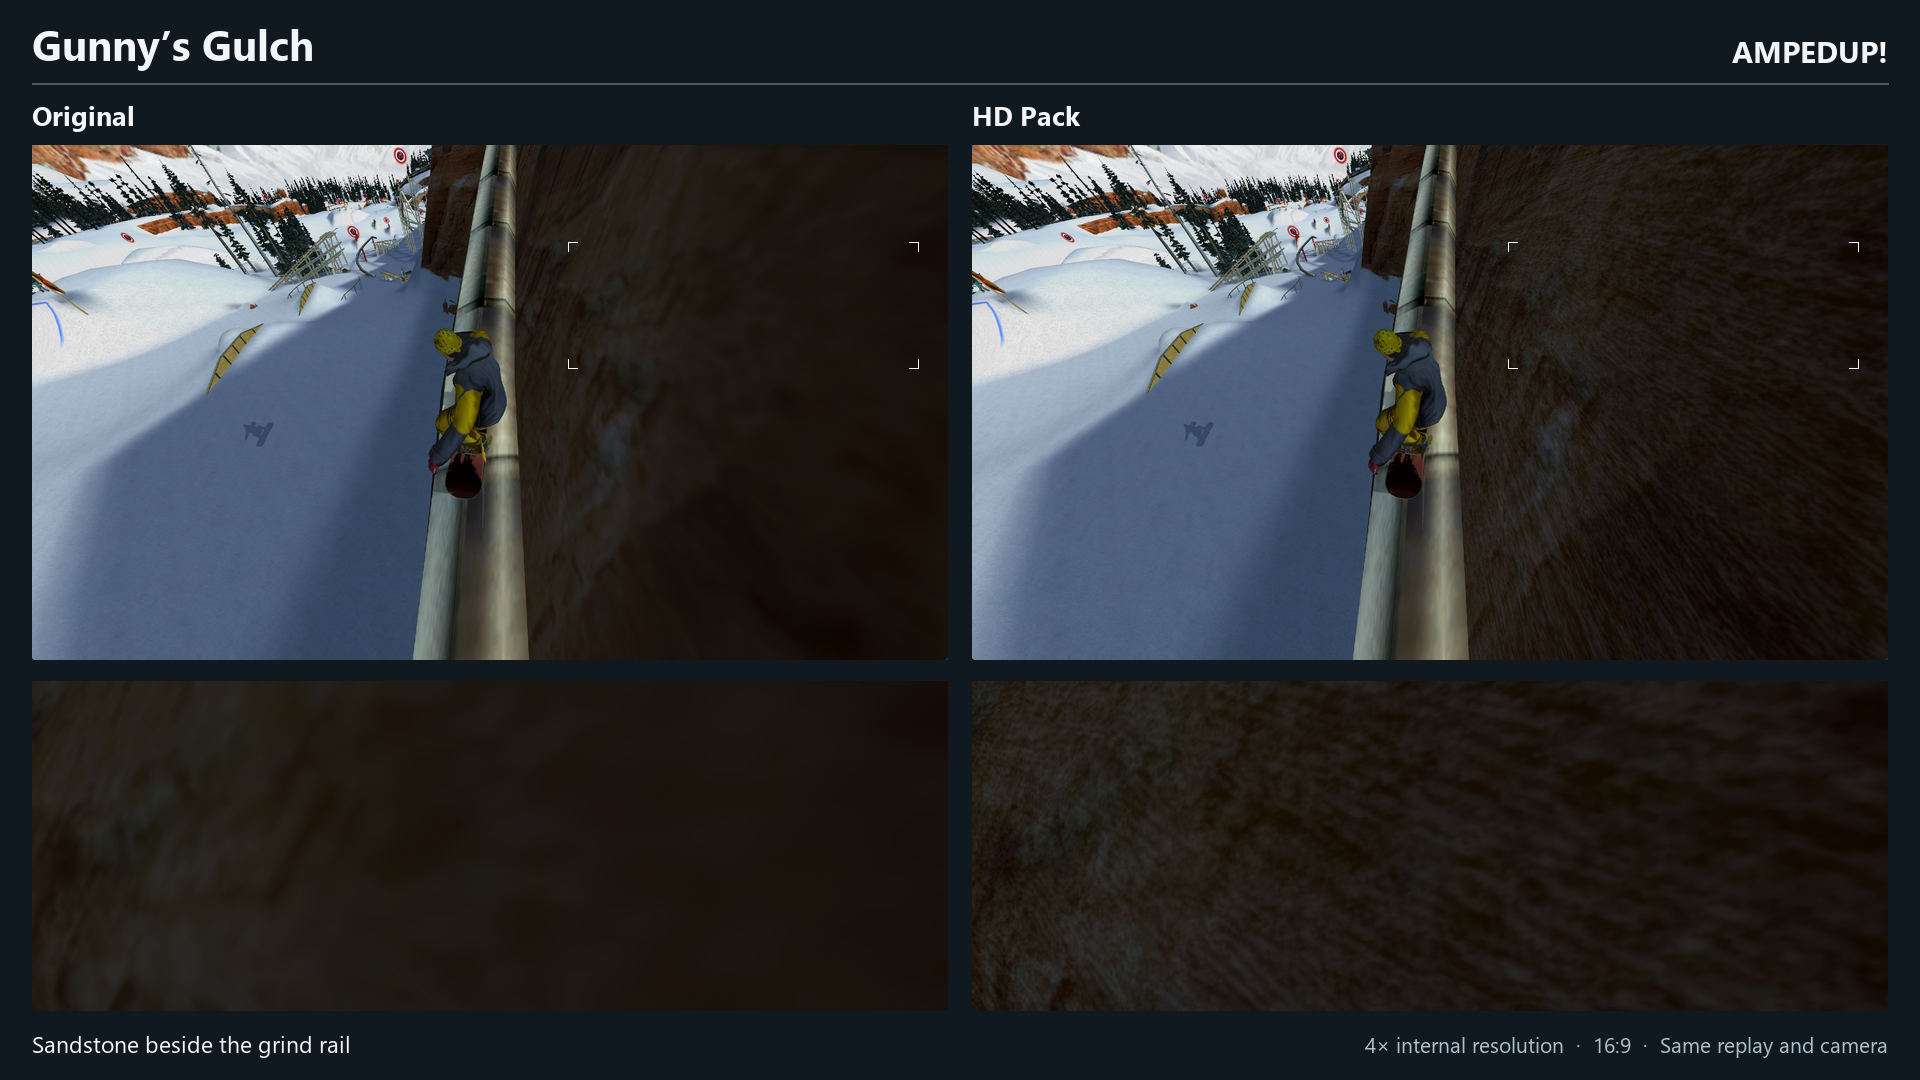 Gunny’s Gulch
AMPEDUP!
Original
HD Pack
Sandstone beside the grind rail
4× internal resolution · 16:9 · Same replay and camera